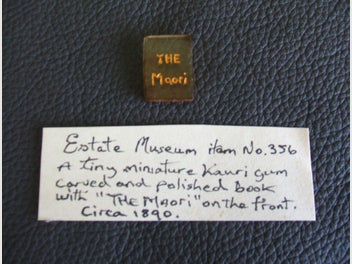 THE
Maori
Estate Museum item No.356
A tiny miniature Kauri gum
carved and polished book
with "THE MAORI" on the front.
Circa 1890.